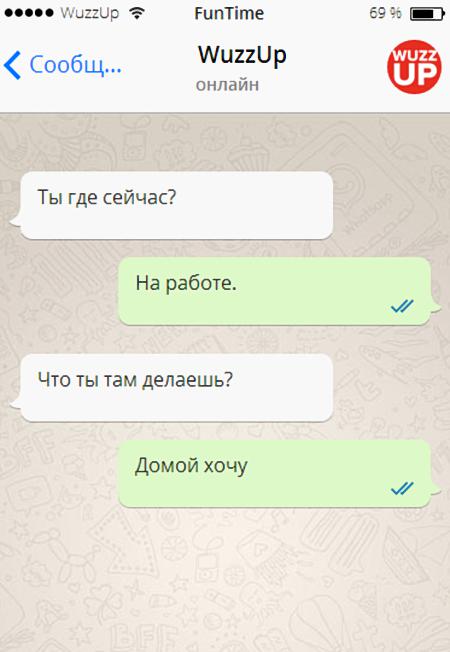 WuzzUp FunTime 69 %
Сообщ... WuzzUp
онлайн
WUZZ
UP
Ты где сейчас?
На работе.
Что ты там делаешь?
Домой хочу